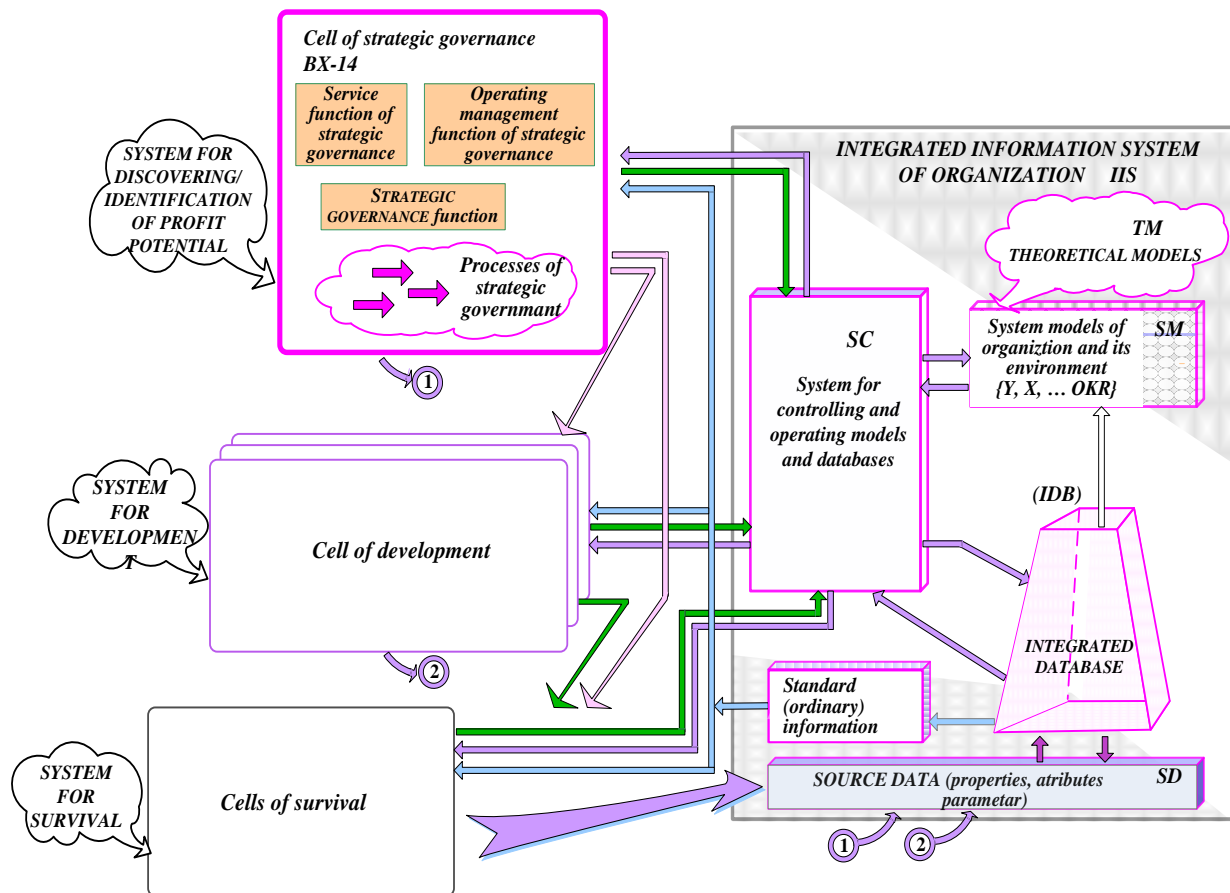 Cell of strategic governance
BX-14
Service
function of
strategic
governance
Operating
management
function of strategic
governance
STRATEGIC
GOVERNANCE function
Processes of
strategic
governmant
SYSTEM FOR
DISCOVERING/
IDENTIFICATION
OF PROFIT
POTENTIAL
1
INTEGRATED INFORMATION SYSTEM
OF ORGANIZATION IIS
TM
THEORETICAL MODELS
System models of
organiztion and its
environment
{Y, X, … OKR}
SM
SC
System for
controlling and
operating models
and databases
SYSTEM
FOR
DEVELOPMEN
T
Cell of development
2
(IDB)
INTEGRATED
DATABASE
Standard
(ordinary)
information
SYSTEM
FOR
SURVIVAL
Cells of survival
SOURCE DATA (properties, atributes
parametar)
SD
1
2